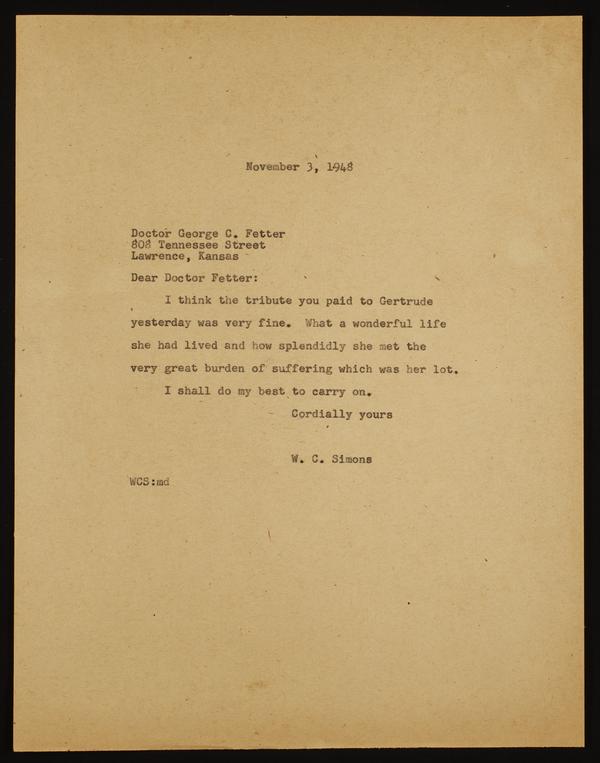 November 3, 1948
Doctor George C. Fetter
808 Tennessee Street
Lawrence, Kansas
Dear Doctor Fetter:
I think the tribute you paid to Gertrude
yesterday was very fine. What a wonderful life
she had lived and how splendidly she met the
very great burden of suffering which was her lot.
I shall do my best to carry on.
Cordially yours
W. C. Simons
WCS:md